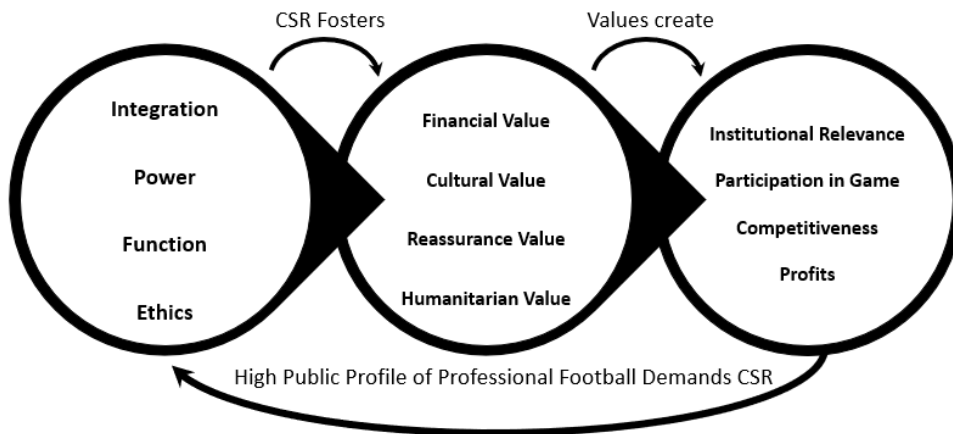 CSR Fosters
Values create
Integration
Power
Function
Ethics
Financial Value
Cultural Value
Reassurance Value
Humanitarian Value
Institutional Relevance
Participation in Game
Competitiveness
Profits
High Public Profile of Professional Football Demands CSR